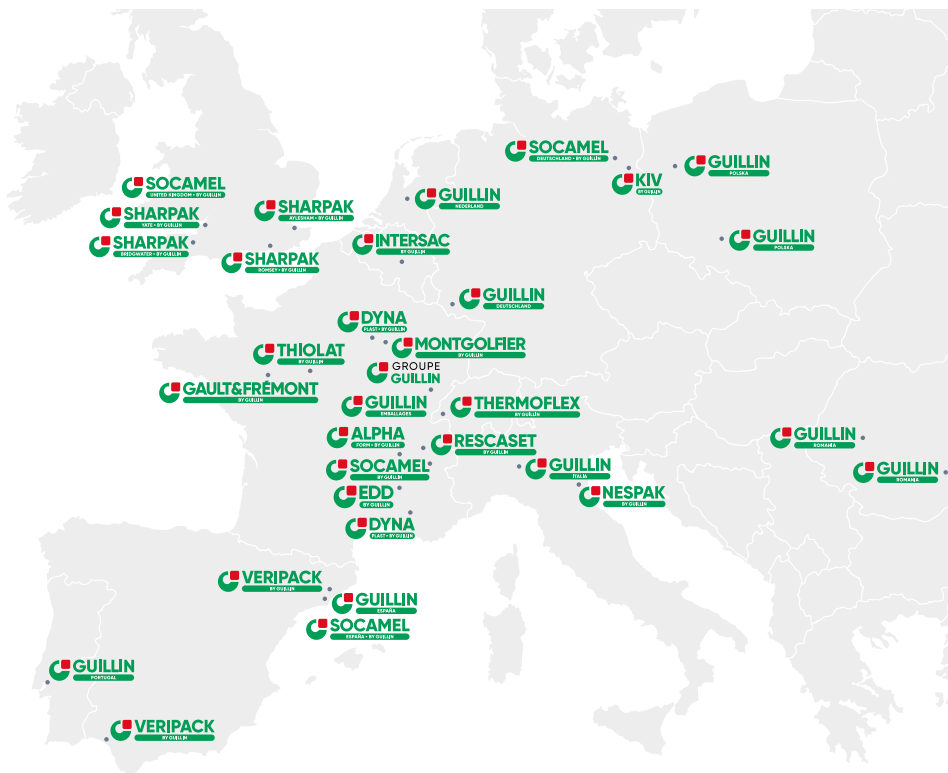 SOCAMEL
DEUTSCHLAND • BY GUILLIN
GUILLIN
POLSKA
KIV
BY GUILLIN
SOCAMEL
UNITED KINGDOM • BY GUILLIN
GUILLIN
NEDERLAND
SHARPAK
YATE • BY GUILLIN
SHARPAK
AYLESHAM • BY GUILLIN
SHARPAK
BRIDGWATER • BY GUILLIN
INTERSAC
BY GUILLIN
GUILLIN
POLSKA
SHARPAK
ROMSEY • BY GUILLIN
GUILLIN
DEUTSCHLAND
DYNA
PLAST • BY GUILLIN
MONTGOLFIER
BY GUILLIN
THIOLAT
BY GUILLIN
GROUPE
GUILLIN
GAULT&FRÉMONT
BY GUILLIN
GUILLIN
EMBALLAGES
THERMOFLEX
BY GUILLIN
ALPHA
FORM • BY GUILLIN
RESCASET
BY GUILLIN
GUILLIN
ROMANIA
SOCAMEL
BY GUILLIN
GUILLIN
ITALIA
GUILLIN
ROMANIA
EDD
BY GUILLIN
NESPAK
BY GUILLIN
DYNA
PLAST • BY GUILLIN
VERIPACK
BY GUILLIN
GUILLIN
ESPAÑA
SOCAMEL
ESPAÑA • BY GUILLIN
GUILLIN
PORTUGAL
VERIPACK
BY GUILLIN